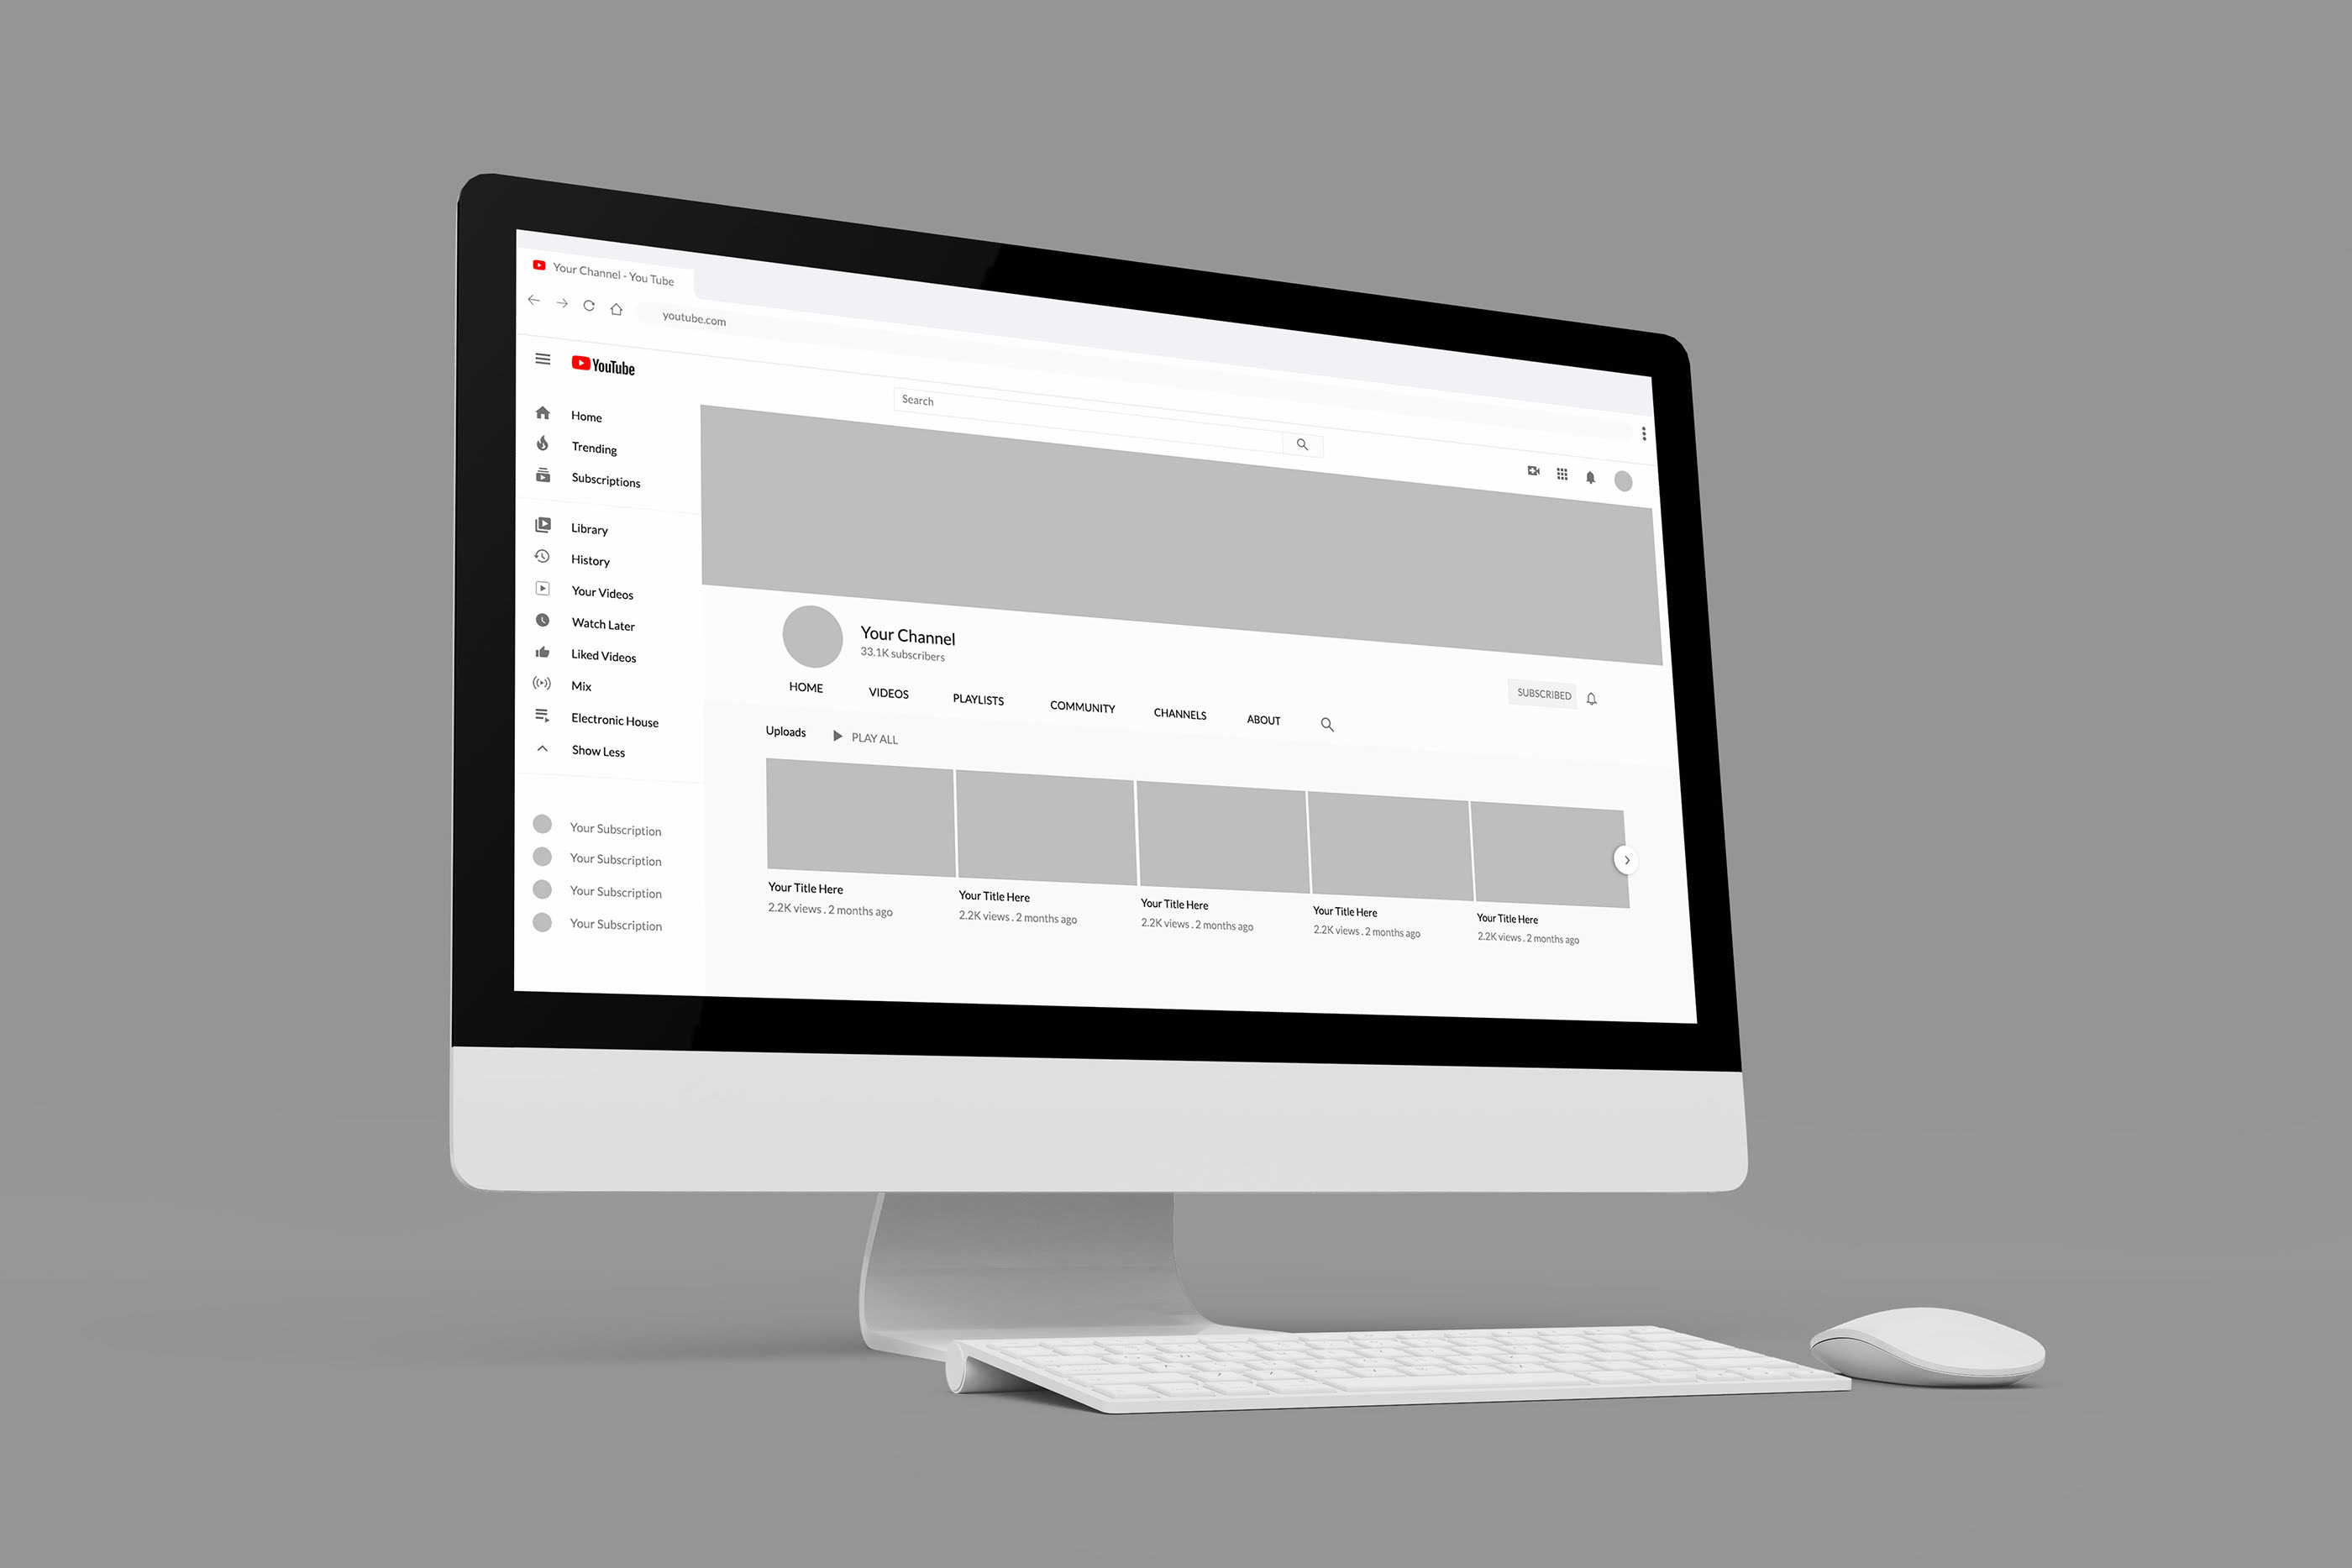 Your Channel - You Tube
youtube.com
YouTube
Search
Home
Trending
Subscriptions
Library
History
Your Videos
Watch Later
Liked Videos
Mix
Electronic House
Show Less
Your Subscription
Your Subscription
Your Subscription
Your Subscription
Your Channel
33.1K subscribers
SUBSCRIBED
HOME VIDEOS PLAYLISTS COMMUNITY CHANNELS ABOUT
Uploads PLAY ALL
Your Title Here
2.2K views . 2 months ago
Your Title Here
2.2K views . 2 months ago
Your Title Here
2.2K views . 2 months ago
Your Title Here
2.2K views . 2 months ago
Your Title Here
2.2K views . 2 months ago